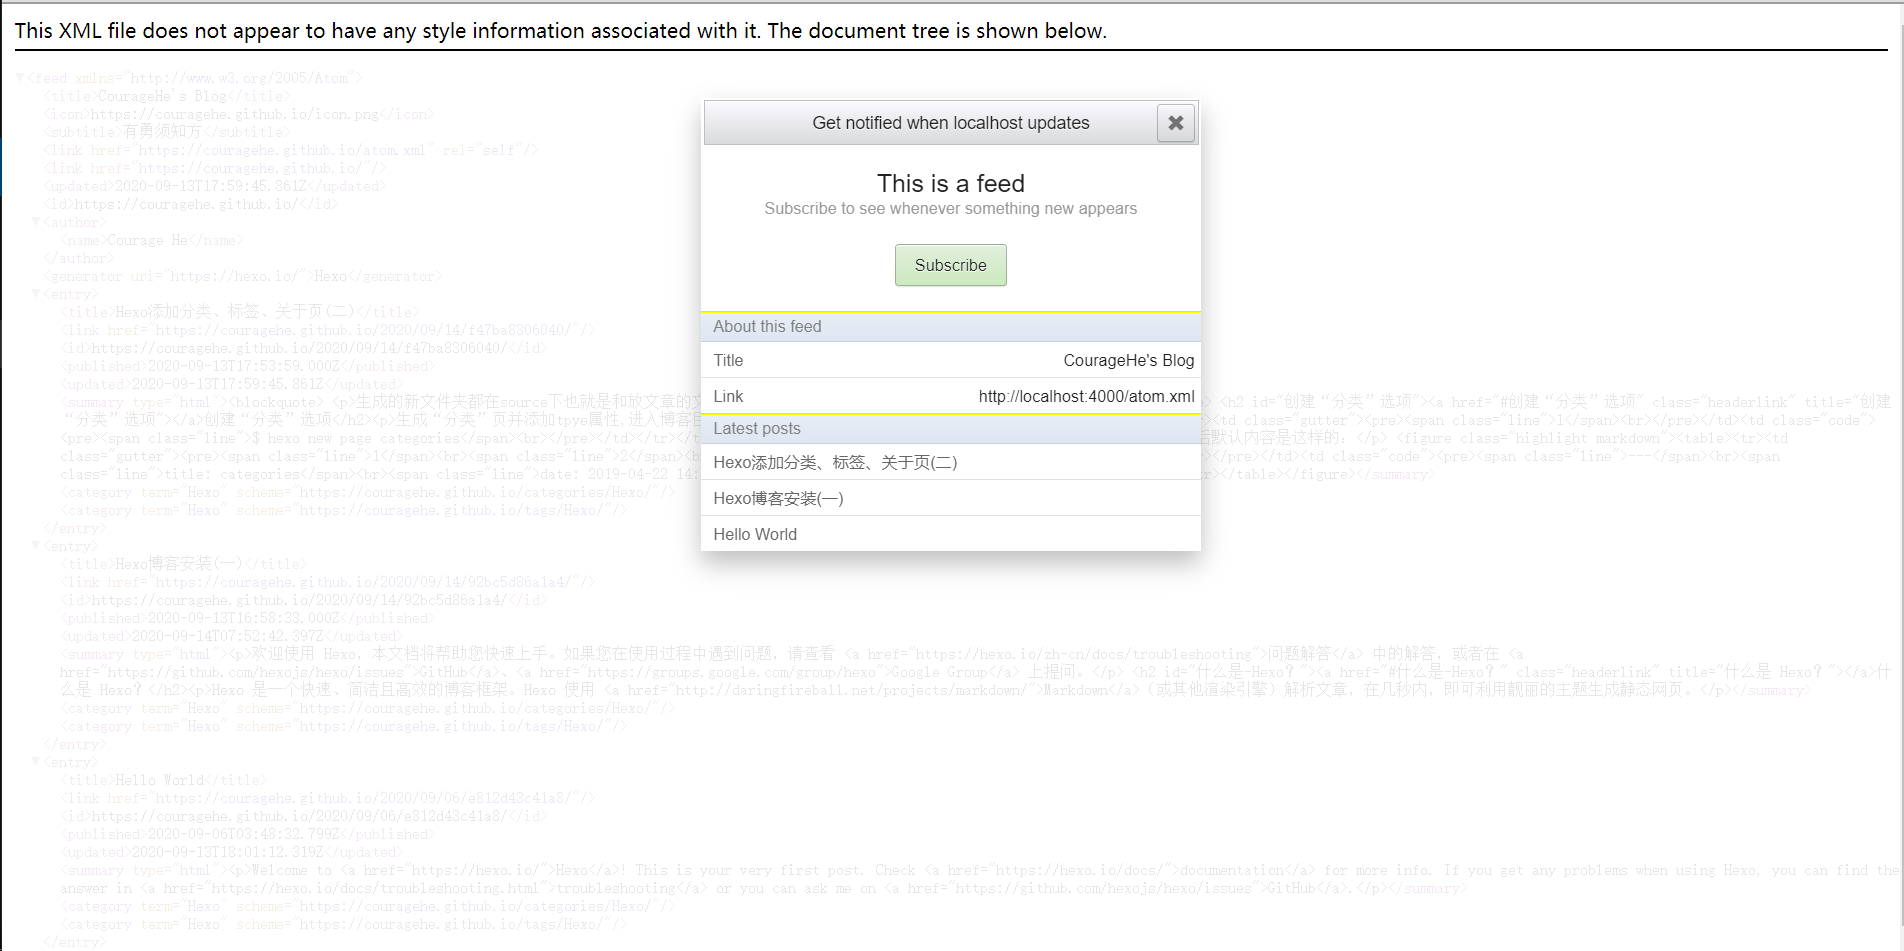 This XML file does not appear to have any style information associated with it. The document tree is shown below.
▼<feed xmlns="http://www.w3.org/2005/Atom">
<title>CourageHe's Blog</title>
<icon>https://couragehe.github.io/icon.png</icon>
<subtitle>有勇须知方</subtitle>
<link href="https://couragehe.github.io/atom.xml" rel="self"/>
<link href="https://couragehe.github.io/"/>
<updated>2020-09-13T17:59:45.861Z</updated>
<id>https://couragehe.github.io/</id>
▼<author>
<name>Courage He</name>
</author>
<generator uri="https://hexo.io/">Hexo</generator>
▼<entry>
<title>Hexo添加分类、标签、关于页(二)</title>
<link href="https://couragehe.github.io/2020/09/14/f47ba8306040/"/>
<id>https://couragehe.github.io/2020/09/14/f47ba8306040/</id>
<published>2020-09-13T17:53:59.000Z</published>
<updated>2020-09-13T17:59:45.861Z</updated>
<summary type="html"><blockquote> <p>生成的新文件夹都在source下也就是和放文章的文 > <h2 id="创建“分类”选项"><a href="#创建“分类”选项" class="headerlink" title="创建
“分类”选项"></a>创建“分类”选项</h2><p>生成“分类”页并添加tpye属性,进入博客目 <td class="gutter"><pre><span class="line">1</span><br></pre></td><td class="code">
<pre><span class="line">$ hexo new page categories</span><br></pre></td></tr></t 后默认内容是这样的：</p> <figure class="highlight markdown"><table><tr><td
class="gutter"><pre><span class="line">1</span><br><span class="line">2</span><b r></pre></td><td class="code"><pre><span class="line">---</span><br><span
class="line">title: categories</span><br><span class="line">date: 2019-04-22 14: r></table></figure></summary>
<category term="Hexo" scheme="https://couragehe.github.io/categories/Hexo/"/>
<category term="Hexo" scheme="https://couragehe.github.io/tags/Hexo/"/>
</entry>
▼<entry>
<title>Hexo博客安装(一)</title>
<link href="https://couragehe.github.io/2020/09/14/92bc5d86a1a4/"/>
<id>https://couragehe.github.io/2020/09/14/92bc5d86a1a4/</id>
<published>2020-09-13T16:58:33.000Z</published>
<updated>2020-09-14T07:52:42.397Z</updated>
<summary type="html"><p>欢迎使用 Hexo，本文档将帮助您快速上手。如果您在使用过程中遇到问题，请查看 <a href="https://hexo.io/zh-cn/docs/troubleshooting">问题解答</a> 中的解答，或者在 <a
href="https://github.com/hexojs/hexo/issues">GitHub</a>、<a href="https://groups.google.com/group/hexo">Google Group</a> 上提问。</p> <h2 id="什么是-Hexo？"><a href="#什么是-Hexo？" class="headerlink" title="什么是 Hexo？"></a>什
么是 Hexo？</h2><p>Hexo 是一个快速、简洁且高效的博客框架。Hexo 使用 <a href="http://daringfireball.net/projects/markdown/">Markdown</a>（或其他渲染引擎）解析文章，在几秒内，即可利用靓丽的主题生成静态网页。</p></summary>
<category term="Hexo" scheme="https://couragehe.github.io/categories/Hexo/"/>
<category term="Hexo" scheme="https://couragehe.github.io/tags/Hexo/"/>
</entry>
▼<entry>
<title>Hello World</title>
<link href="https://couragehe.github.io/2020/09/06/e812d43c41a8/"/>
<id>https://couragehe.github.io/2020/09/06/e812d43c41a8/</id>
<published>2020-09-06T03:48:32.799Z</published>
<updated>2020-09-13T18:01:12.319Z</updated>
<summary type="html"><p>Welcome to <a href="https://hexo.io/">Hexo</a>! This is your very first post. Check <a href="https://hexo.io/docs/">documentation</a> for more info. If you get any problems when using Hexo, you can find the
answer in <a href="https://hexo.io/docs/troubleshooting.html">troubleshooting</a> or you can ask me on <a href="https://github.com/hexojs/hexo/issues">GitHub</a>.</p></summary>
<category term="Hexo" scheme="https://couragehe.github.io/categories/Hexo/"/>
<category term="Hexo" scheme="https://couragehe.github.io/tags/Hexo/"/>
</entry>
Get notified when localhost updates
This is a feed
Subscribe to see whenever something new appears
Subscribe
About this feed
Title CourageHe's Blog
Link http://localhost:4000/atom.xml
Latest posts
Hexo添加分类、标签、关于页(二)
Hexo博客安装(一)
Hello World